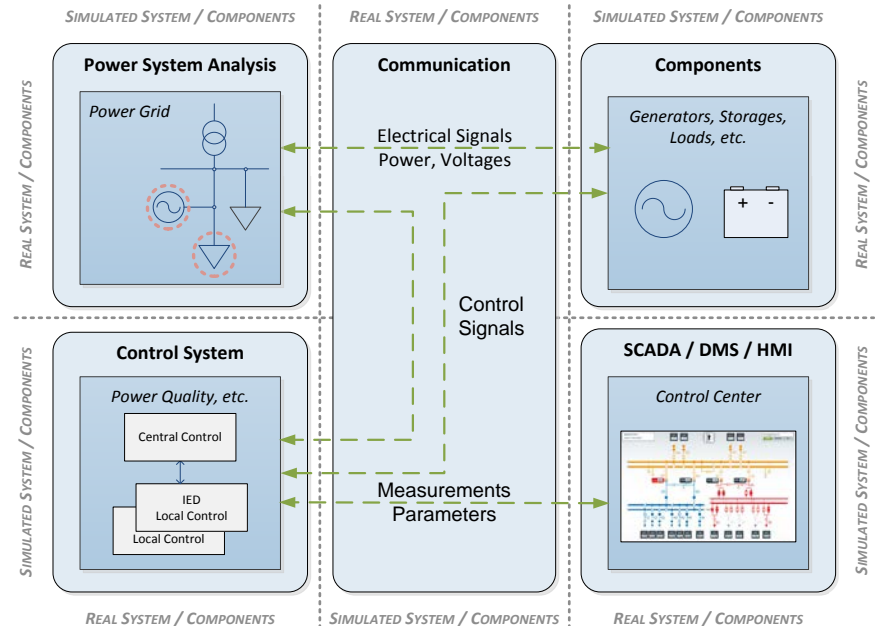 SIMULATED SYSTEM / COMPONENTS
REAL SYSTEM / COMPONENTS
SIMULATED SYSTEM / COMPONENTS
REAL SYSTEM / COMPONENTS
Power System Analysis
Power Grid
Communication
Electrical Signals
Power, Voltages
Control
Signals
Measurements
Parameters
Components
Generators, Storages,
Loads, etc.
+ -
REAL SYSTEM / COMPONENTS
SIMULATED SYSTEM / COMPONENTS
Control System
Power Quality, etc.
Central Control
IED
Local Control
Local Control
SCADA / DMS / HMI
Control Center
SIMULATED SYSTEM / COMPONENTS
REAL SYSTEM / COMPONENTS
SIMULATED SYSTEM / COMPONENTS
REAL SYSTEM / COMPONENTS